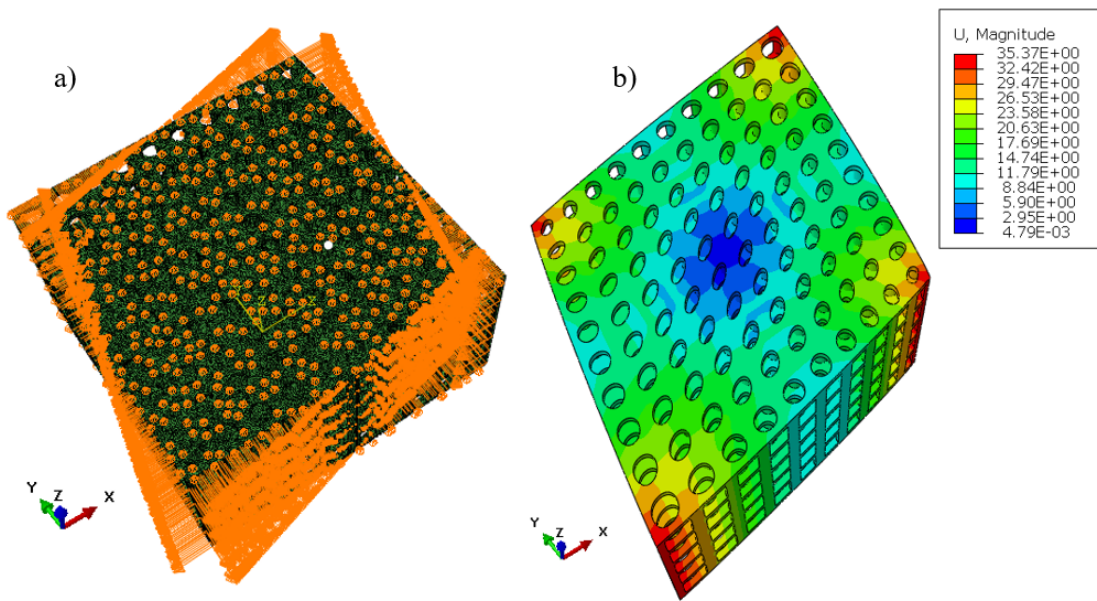 a)
b)
U, Magnitude
35.37E+00
32.42E+00
29.47E+00
26.53E+00
23.58E+00
20.63E+00
17.69E+00
14.74E+00
11.79E+00
8.84E+00
5.90E+00
2.95E+00
4.79E-03
Y Z X
Y Z X